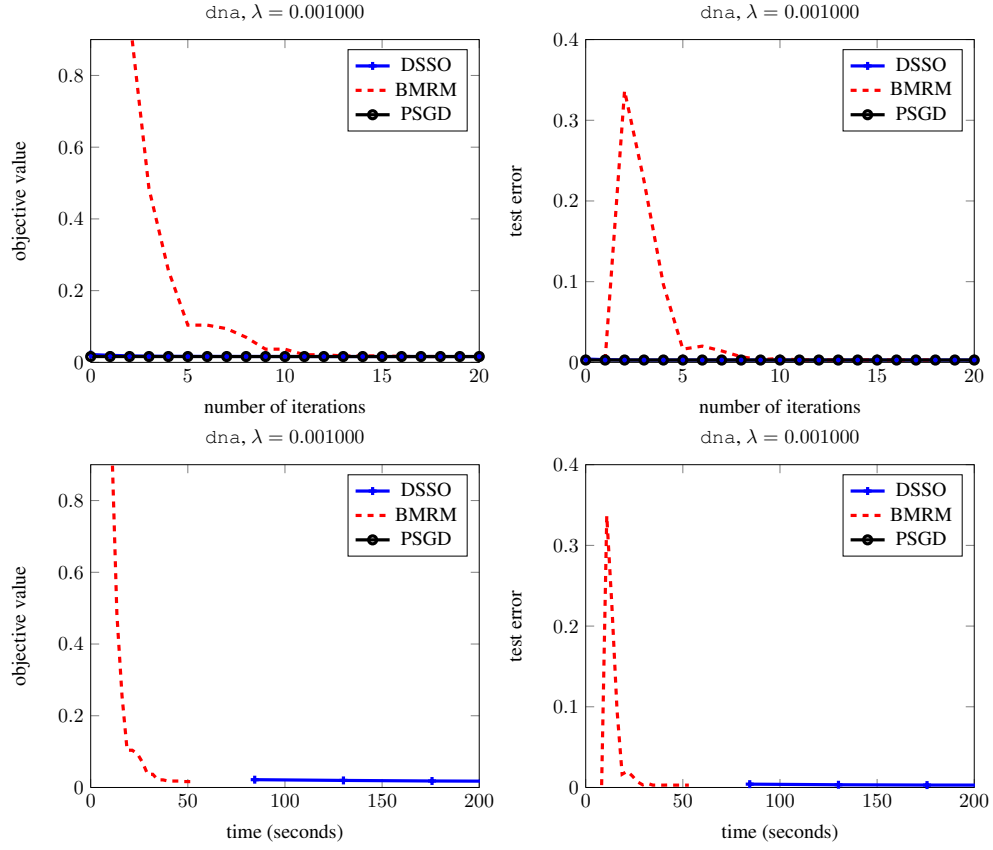 dna, λ = 0.001000
objective value
0.8
0.6
0.4
0.2
0
0
5
10
15
20
number of iterations
DSSO
BMRM
PSGD
dna, λ = 0.001000
test error
0.4
0.3
0.2
0.1
0
0
5
10
15
20
number of iterations
DSSO
BMRM
PSGD
dna, λ = 0.001000
objective value
0.8
0.6
0.4
0.2
0
0
50
100
150
200
time (seconds)
DSSO
BMRM
PSGD
dna, λ = 0.001000
test error
0.4
0.3
0.2
0.1
0
0
50
100
150
200
time (seconds)
DSSO
BMRM
PSGD